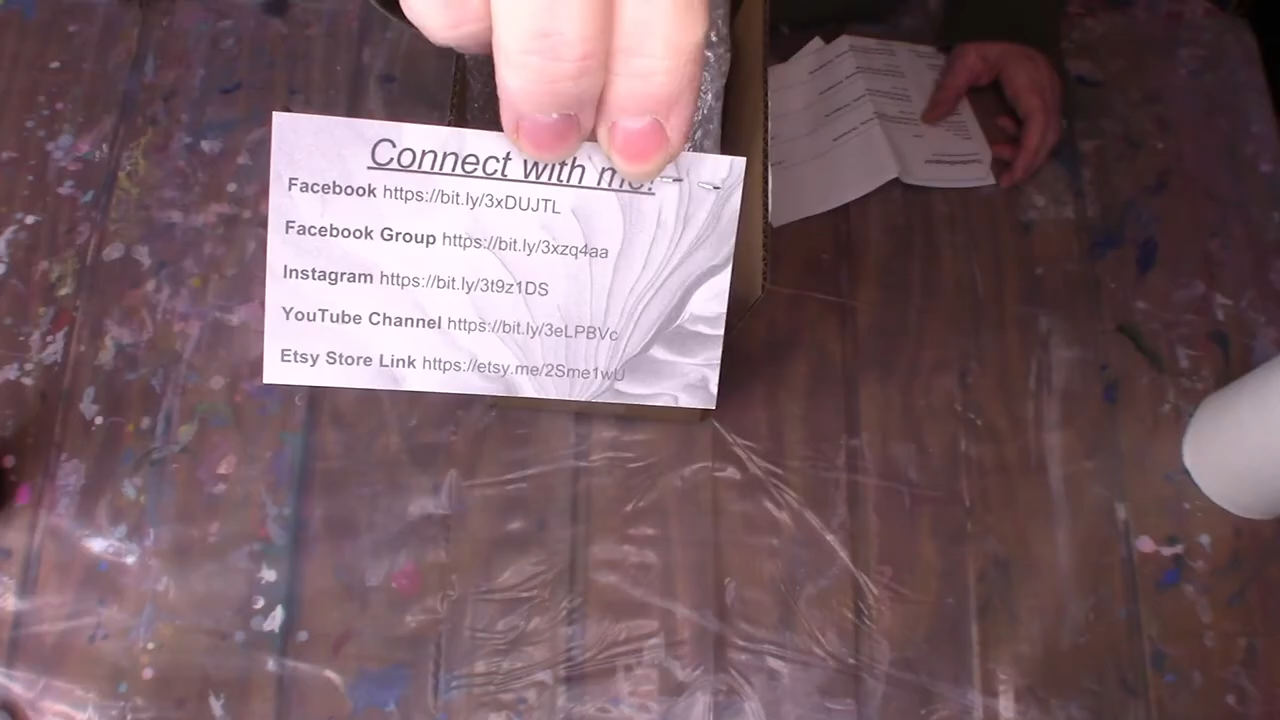 Connect with me!
Facebook https://bit.ly/3xDUJTL
Facebook Group https://bit.ly/3xzq4aa
Instagram https://bit.ly/3t9z1DS
YouTube Channel https://bit.ly/3eLPBVc
Etsy Store Link https://etsy.me/2Sme1wU